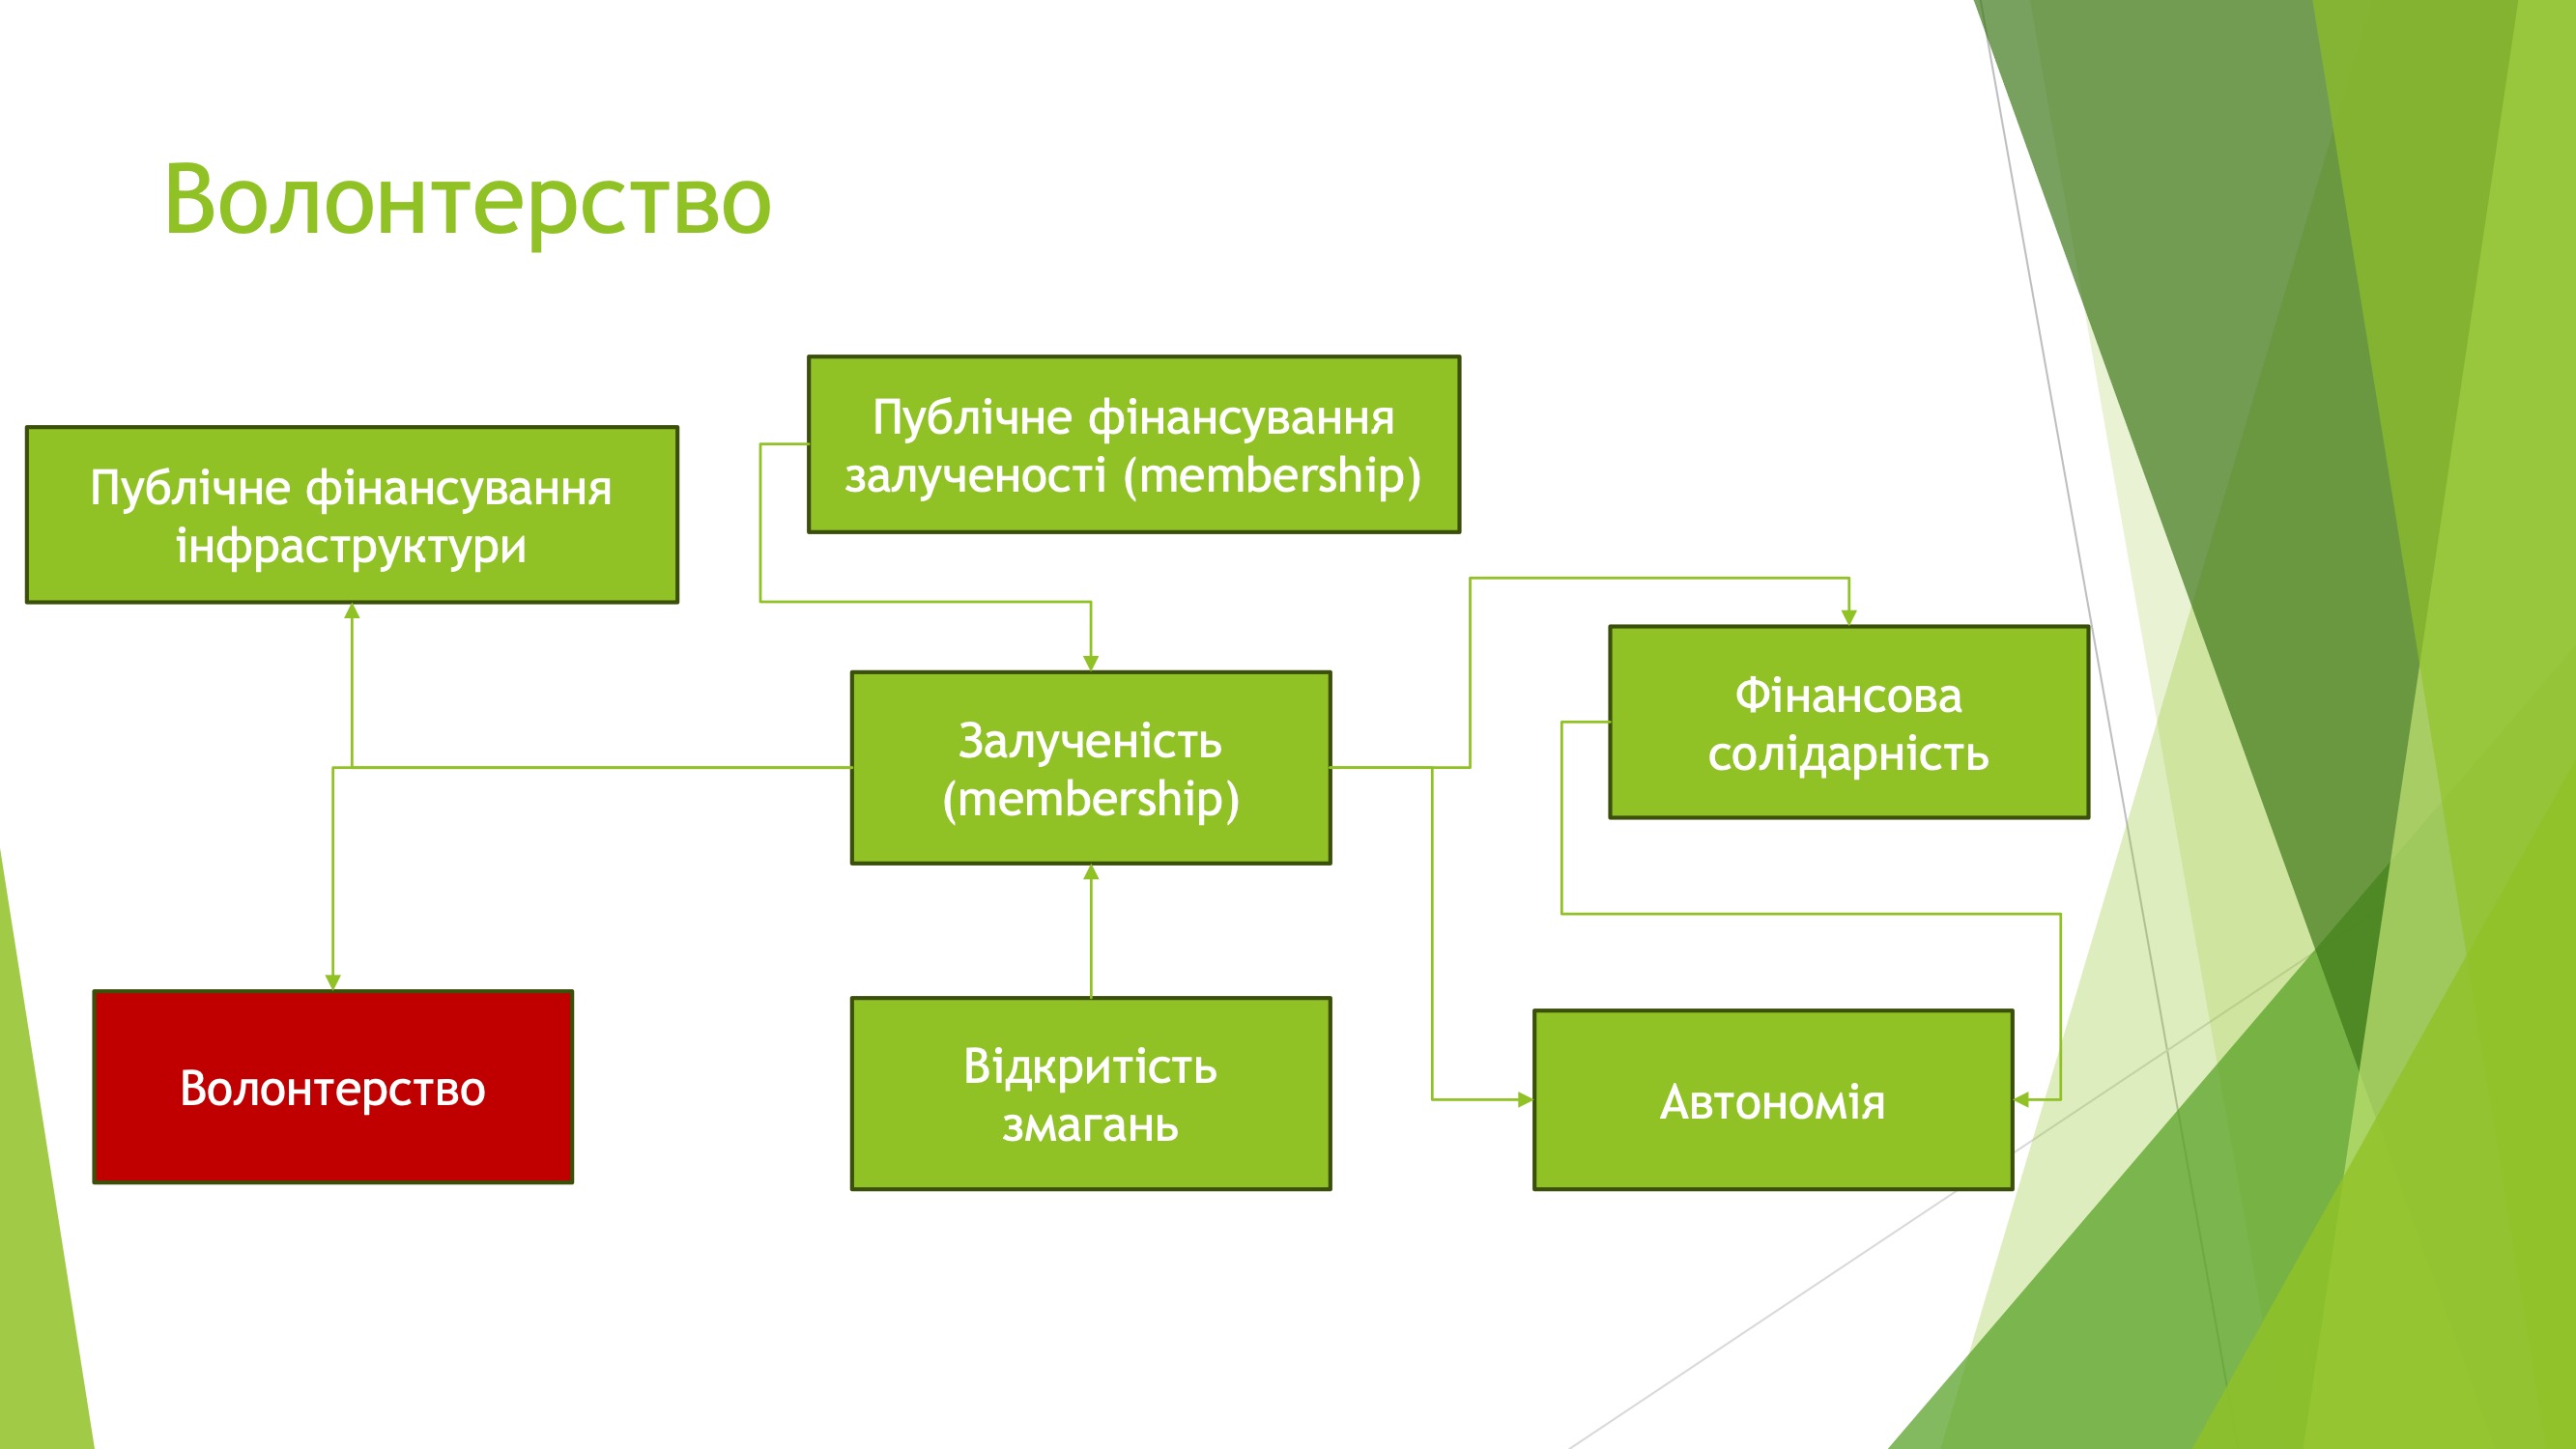 Волонтерство
Публічне фінансування
залученості (membership)
Публічне фінансування
інфраструктури
Фінансова
солідарність
Залученість
(membership)
Волонтерство
Відкритість
змагань
Автономія